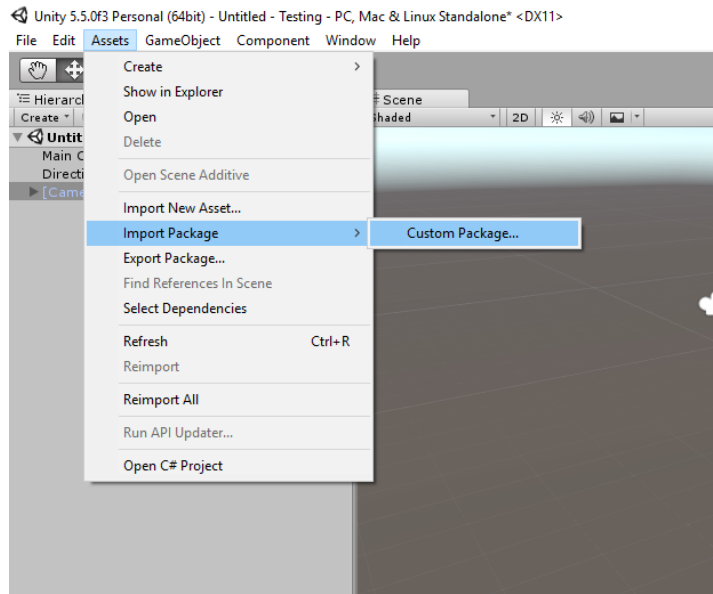 Unity 5.5.0f3 Personal (64bit) - Untitled - Testing - PC, Mac & Linux Standalone* <DX11>
File Edit Assets GameObject Component Window Help
Hierarc
Scene
Create
haded 2D
Untit
Main C
Directi
[Came
Create
Show in Explorer
Open
Delete
Open Scene Additive
Import New Asset...
Import Package
Custom Package...
Export Package...
Find References In Scene
Select Dependencies
Refresh Ctrl+R
Reimport
Reimport All
Run API Updater...
Open C# Project